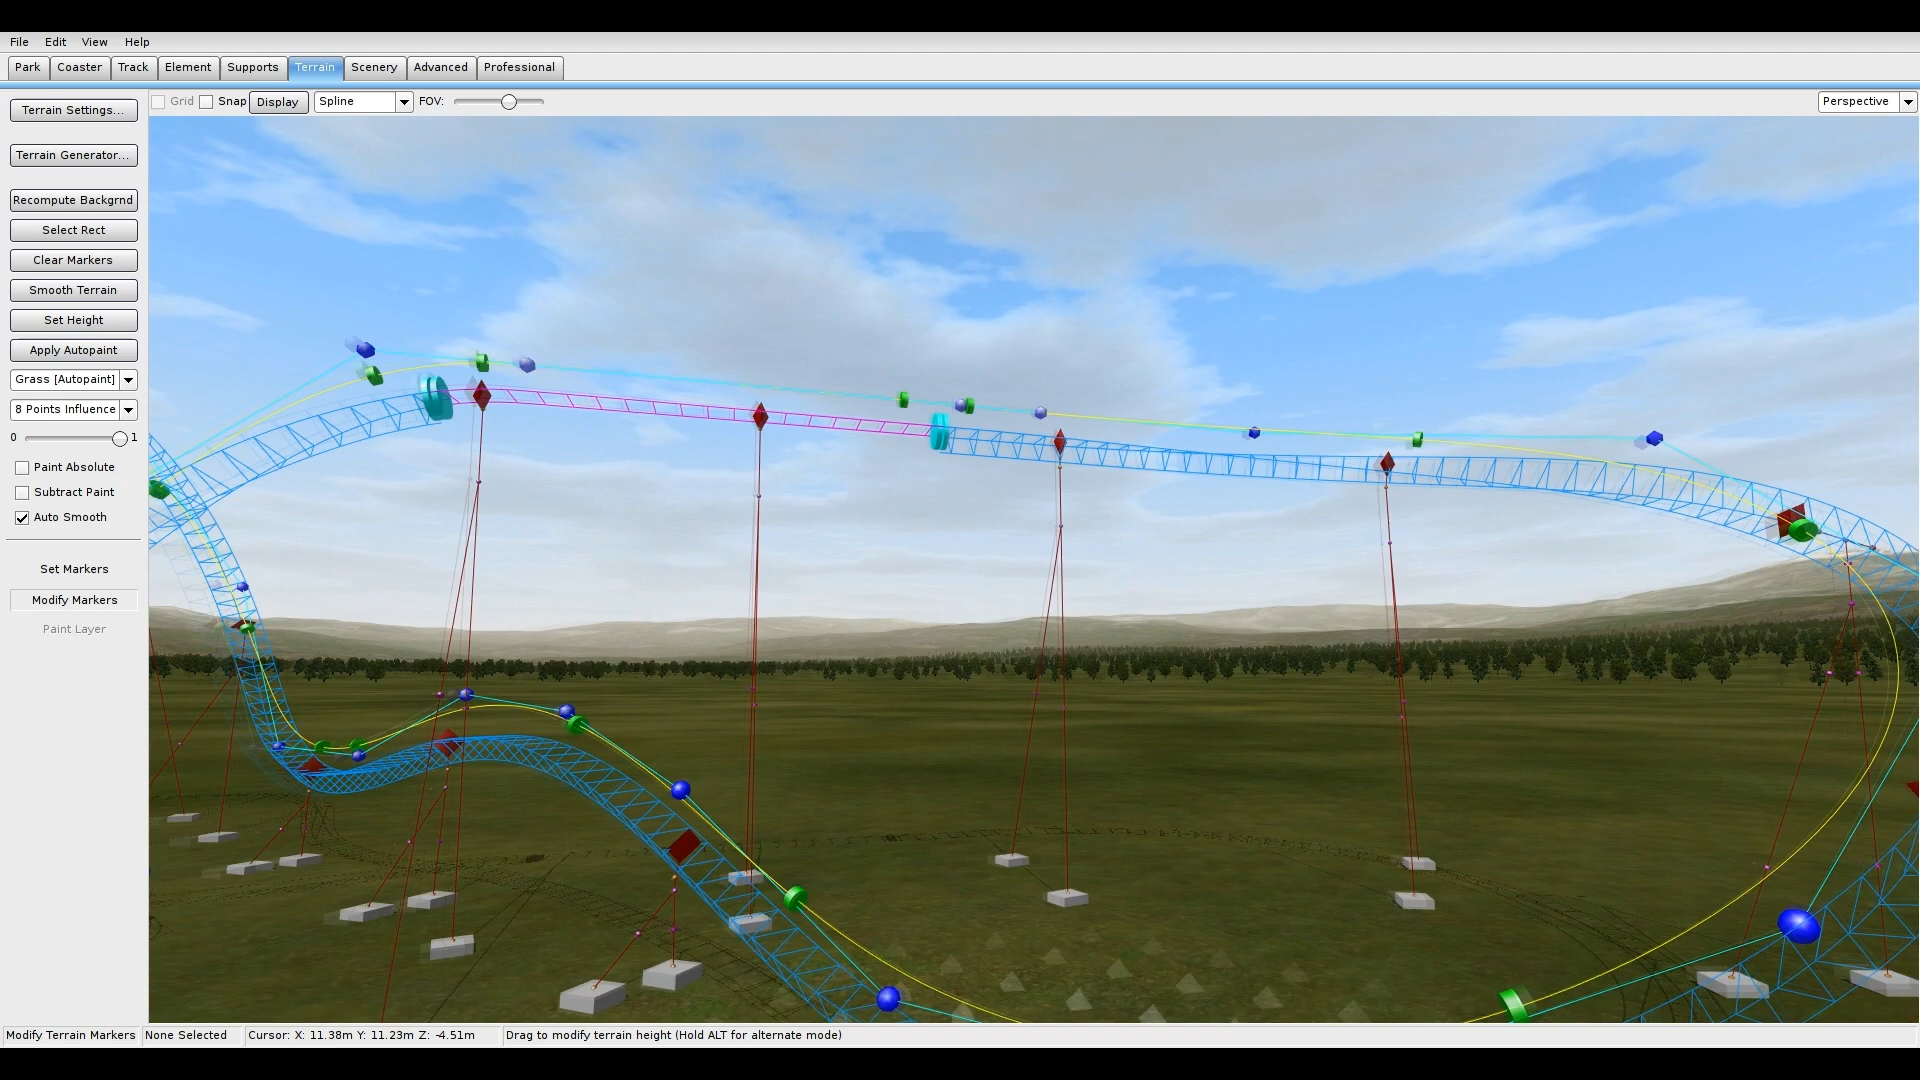 File Edit View Help
Park Coaster Track Element Supports Terrain Scenery Advanced Professional
Grid Snap Display Spline FOV: Perspective
Terrain Settings...
Terrain Generator...
Recompute Backgrnd
Select Rect
Clear Markers
Smooth Terrain
Set Height
Apply Autopaint
Grass [Autopaint]
8 Points Influence
0 1
Paint Absolute
Subtract Paint
Auto Smooth
Set Markers
Modify Markers
Paint Layer
Modify Terrain Markers None Selected Cursor: X: 11.38m Y: 11.23m Z: -4.51m Drag to modify terrain height (Hold ALT for alternate mode)